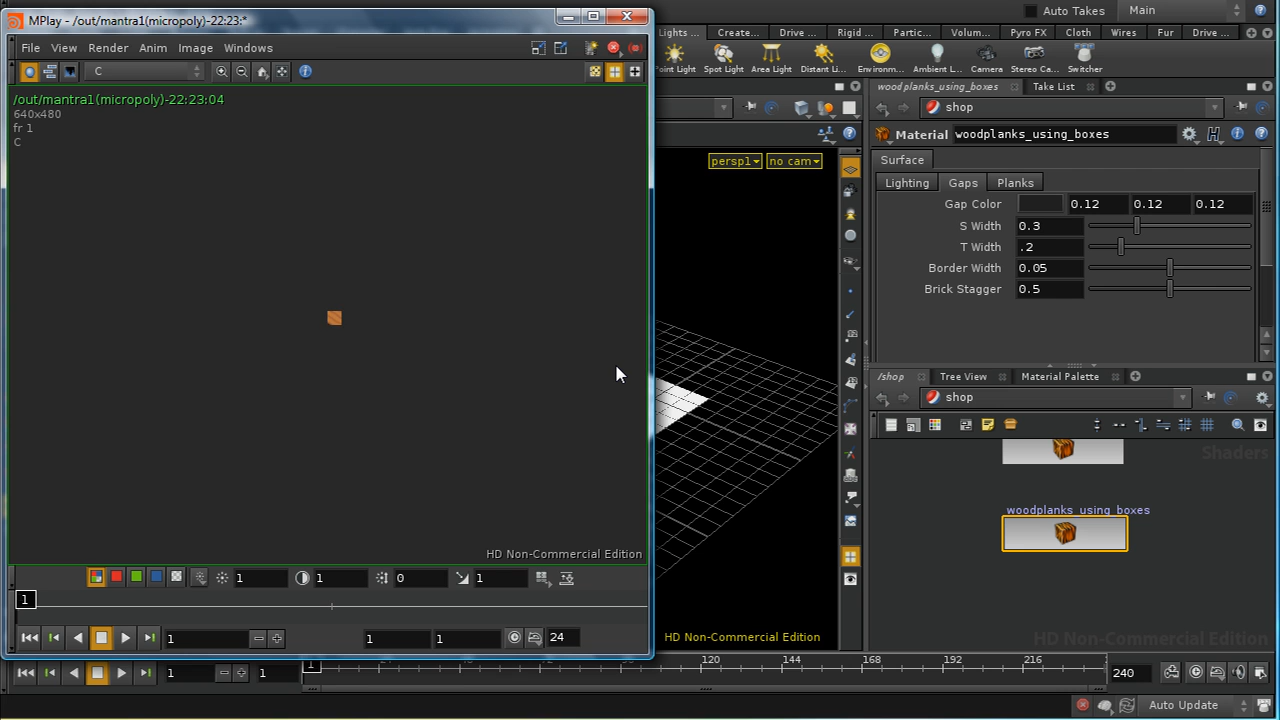 MPlay - /out/mantra1(micropoly)-22:23:*
File View Render Anim Image Windows
C
/out/mantra1(micropoly)-22:23:04
640x480
fr 1
C
HD Non-Commercial Edition
1 1 0 1
1
1 1 1 24
Auto Takes Main
Lights ... Create... Drive ... Rigid ... Partic... Volum... Pyro FX Cloth Wires Fur Drive ...
Point Light Spot Light Area Light Distant Li... Environm... Ambient L... Camera Stereo Ca... Switcher
persp1 no cam
HD Non-Commercial Edition
woodplanks_using_boxes Take List
shop
Material woodplanks_using_boxes
Surface
Lighting Gaps Planks
Gap Color 0.12 0.12 0.12
S Width 0.3
T Width .2
Border Width 0.05
Brick Stagger 0.5
/shop Tree View Material Palette
shop
Shaders
woodplanks_using_boxes
HD Non-Commercial Edition
1 1 1 120 144 168 192 216 240
Auto Update